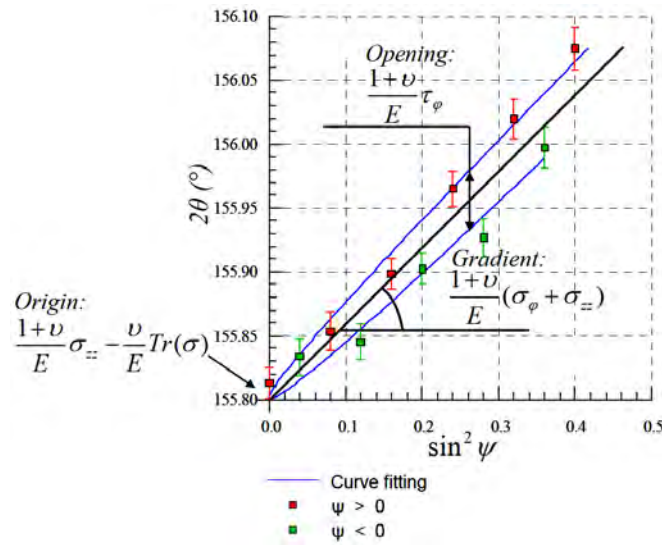 156.10
156.05
156.00
155.95
155.90
155.85
155.80
2θ (°)
Opening:
1+υ
E
τφ
Gradient:
1+υ
E
(σφ + σzz)
Origin:
1+υ
E
σzz − υ
E
Tr(σ)
0.0 0.1 0.2 0.3 0.4 0.5
sin² ψ
Curve fitting
ψ > 0
ψ < 0